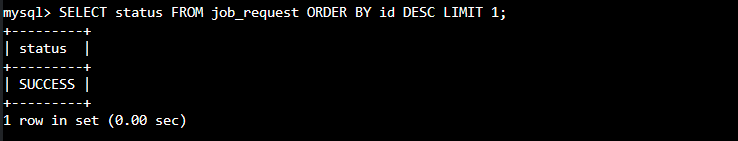 mysql> SELECT status FROM job_request ORDER BY id DESC LIMIT 1;
+---------+
| status  |
+---------+
| SUCCESS |
+---------+
1 row in set (0.00 sec)